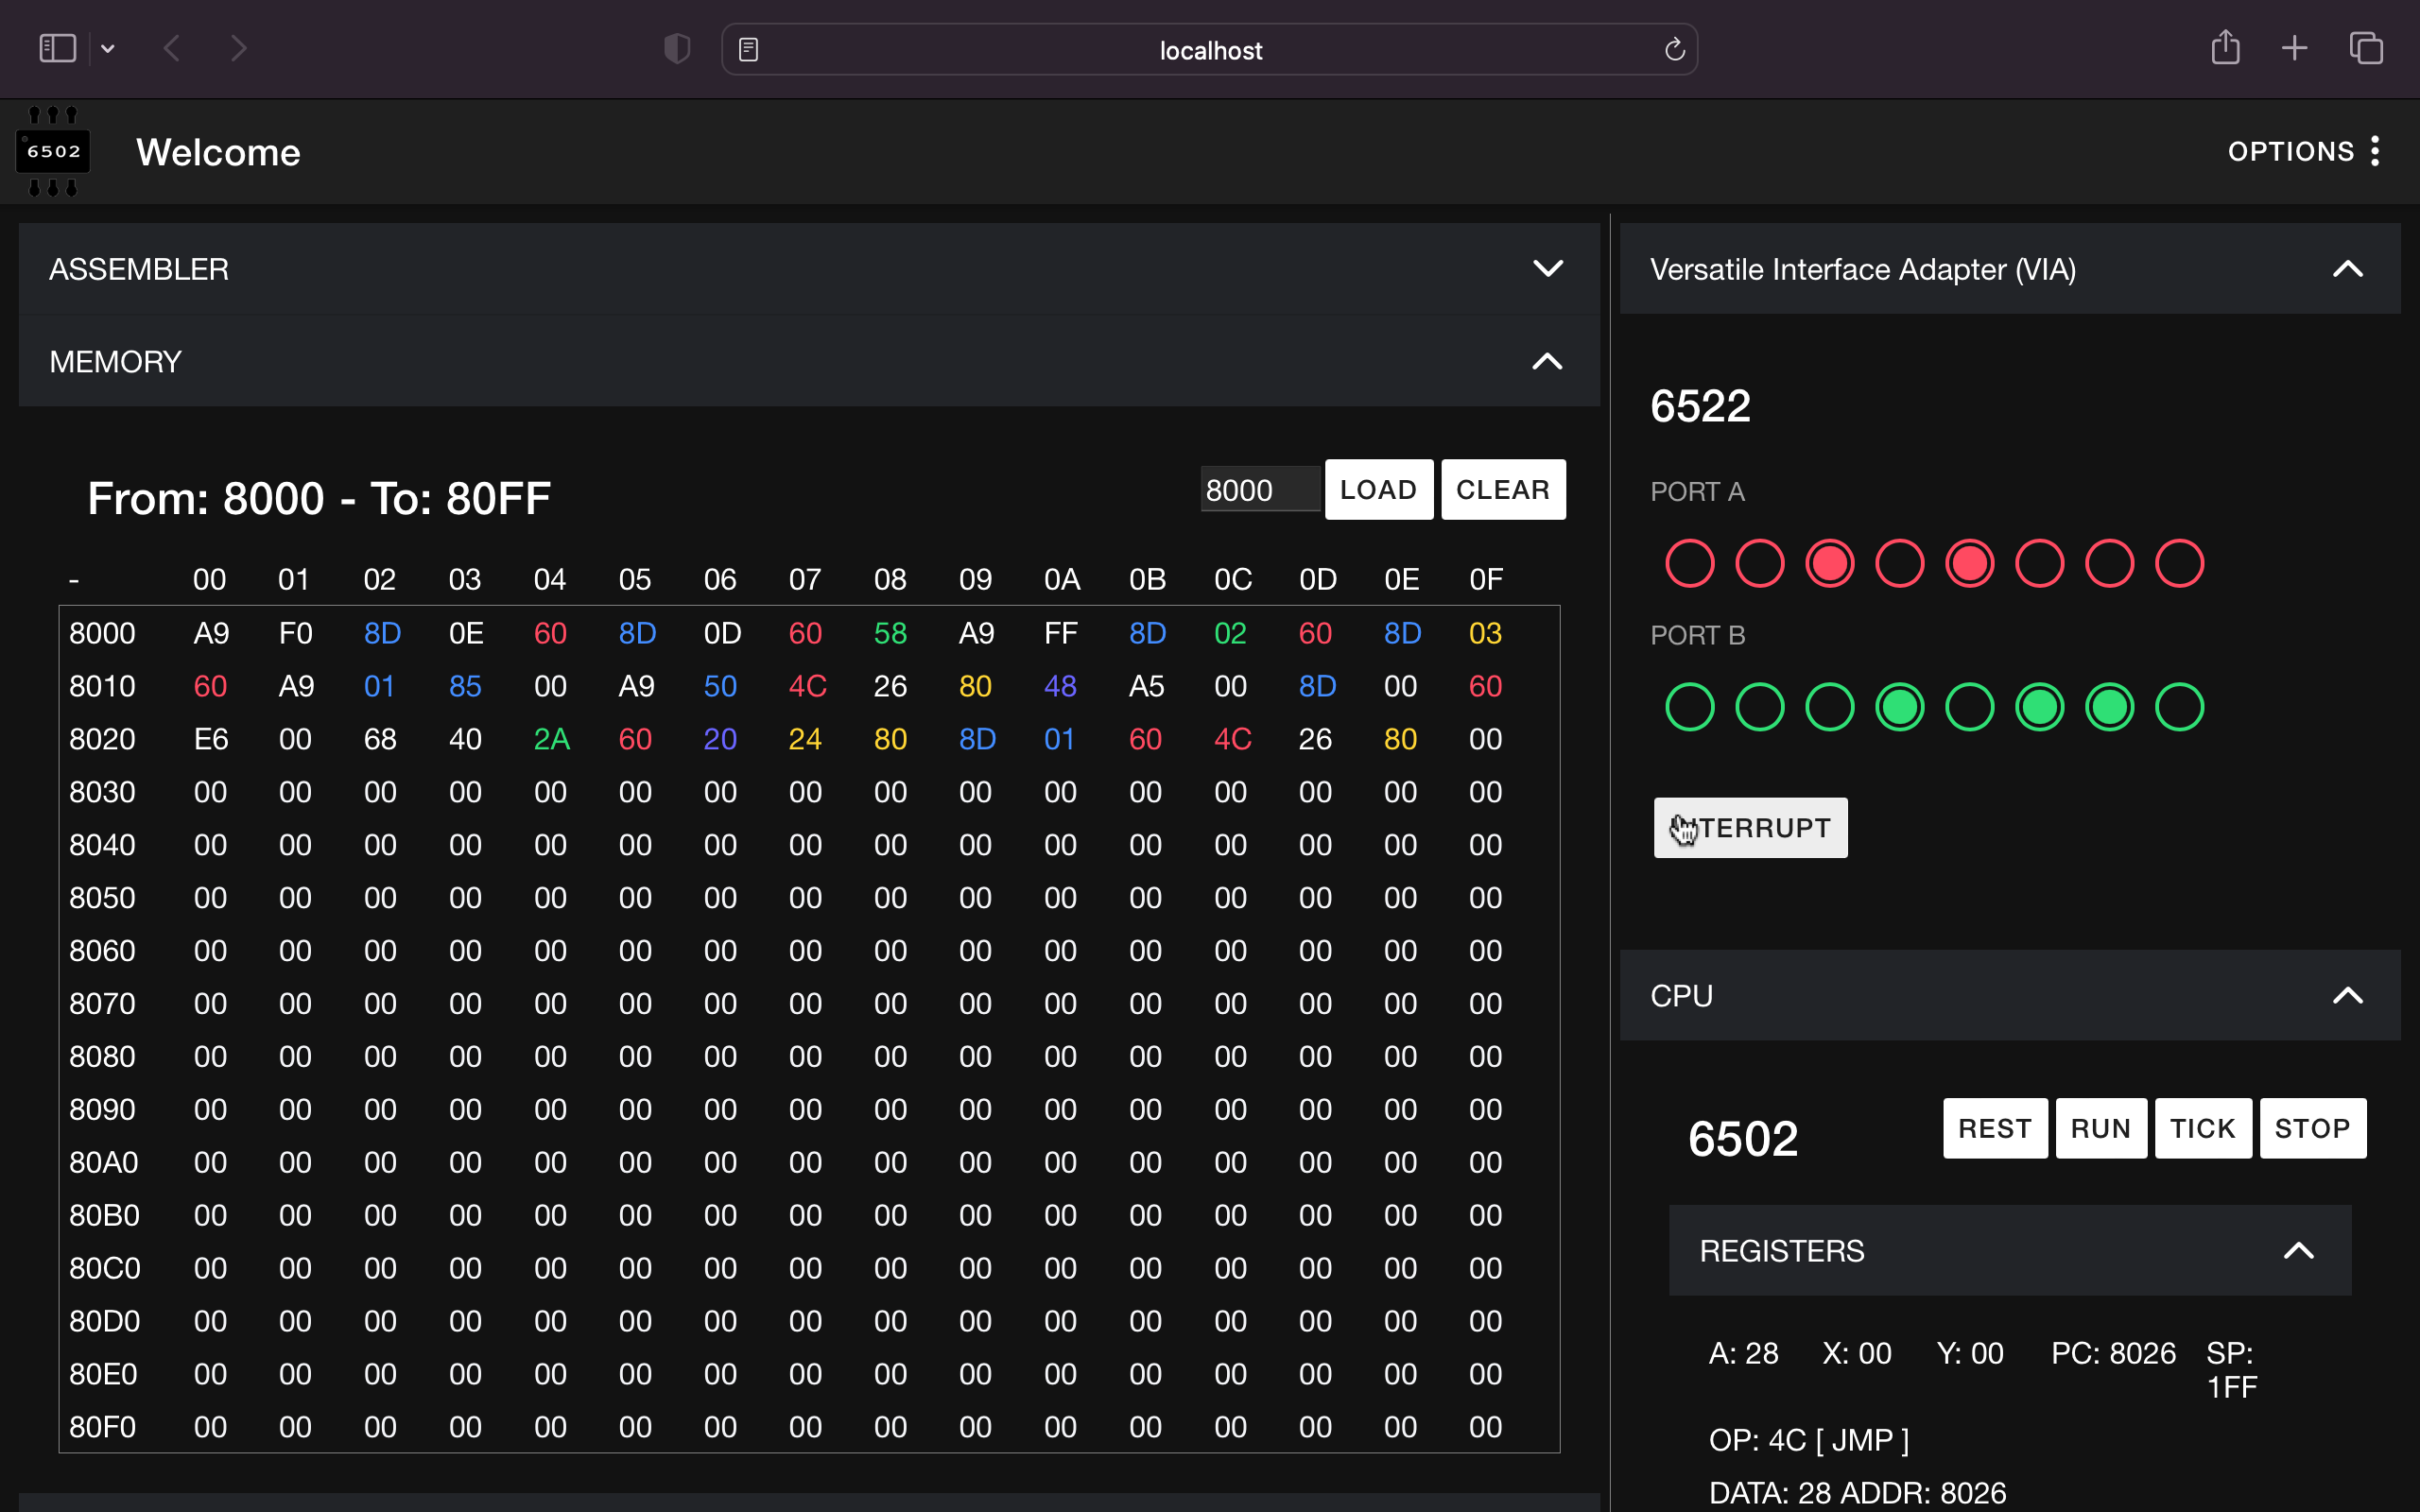 localhost
6502
Welcome
OPTIONS
ASSEMBLER
MEMORY
From: 8000 - To: 80FF
8000 LOAD CLEAR
- 00 01 02 03 04 05 06 07 08 09 0A 0B 0C 0D 0E 0F
8000 A9 F0 8D 0E 60 8D 0D 60 58 A9 FF 8D 02 60 8D 03
8010 60 A9 01 85 00 A9 50 4C 26 80 48 A5 00 8D 00 60
8020 E6 00 68 40 2A 60 20 24 80 8D 01 60 4C 26 80 00
8030 00 00 00 00 00 00 00 00 00 00 00 00 00 00 00 00
8040 00 00 00 00 00 00 00 00 00 00 00 00 00 00 00 00
8050 00 00 00 00 00 00 00 00 00 00 00 00 00 00 00 00
8060 00 00 00 00 00 00 00 00 00 00 00 00 00 00 00 00
8070 00 00 00 00 00 00 00 00 00 00 00 00 00 00 00 00
8080 00 00 00 00 00 00 00 00 00 00 00 00 00 00 00 00
8090 00 00 00 00 00 00 00 00 00 00 00 00 00 00 00 00
80A0 00 00 00 00 00 00 00 00 00 00 00 00 00 00 00 00
80B0 00 00 00 00 00 00 00 00 00 00 00 00 00 00 00 00
80C0 00 00 00 00 00 00 00 00 00 00 00 00 00 00 00 00
80D0 00 00 00 00 00 00 00 00 00 00 00 00 00 00 00 00
80E0 00 00 00 00 00 00 00 00 00 00 00 00 00 00 00 00
80F0 00 00 00 00 00 00 00 00 00 00 00 00 00 00 00 00
Versatile Interface Adapter (VIA)
6522
PORT A
PORT B
INTERRUPT
CPU
6502 REST RUN TICK STOP
REGISTERS
A: 28 X: 00 Y: 00 PC: 8026 SP:
1FF
OP: 4C [ JMP ]
DATA: 28 ADDR: 8026